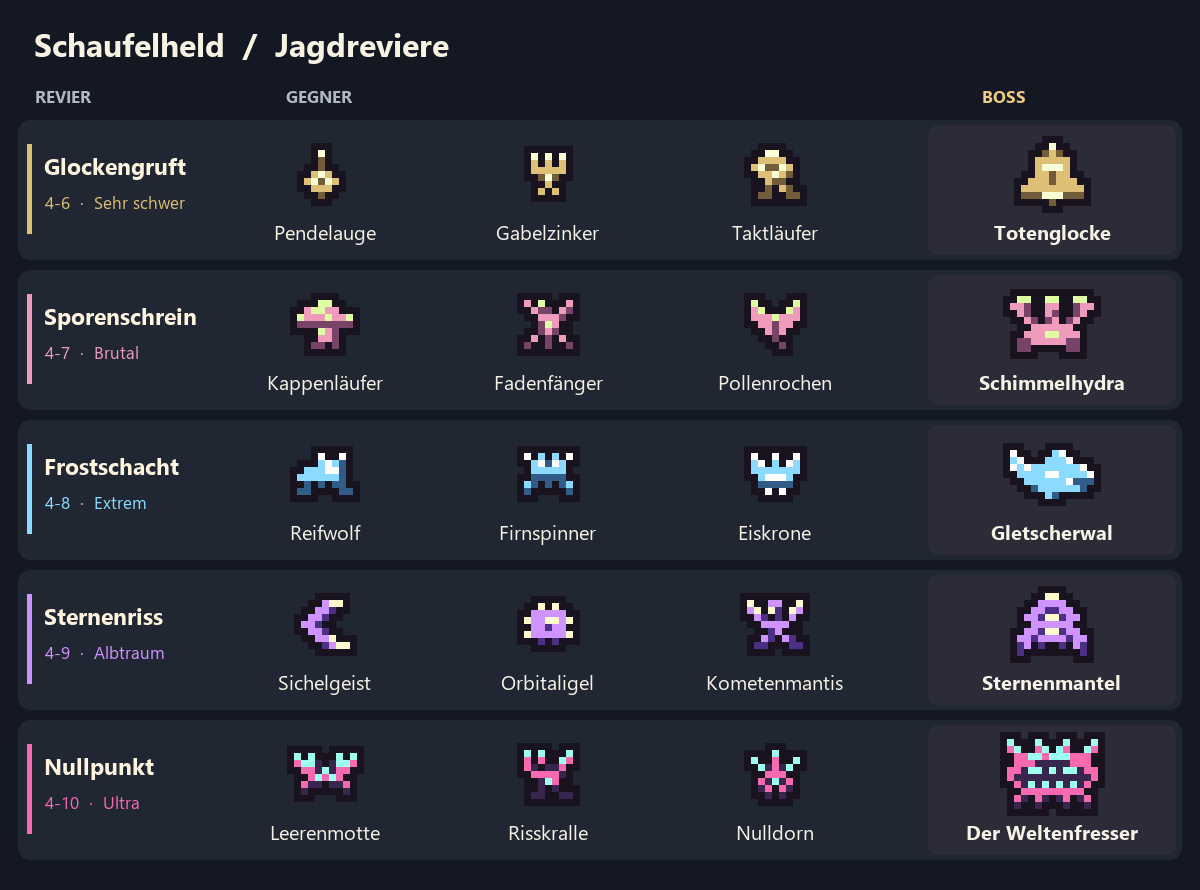 Schaufelheld / Jagdreviere
REVIER GEGNER BOSS
Glockengruft
4-6 · Sehr schwer
Pendelauge Gabelzinker Taktläufer Totenglocke
Sporenschrein
4-7 · Brutal
Kappenläufer Fadenfänger Pollenrochen Schimmelhydra
Frostschacht
4-8 · Extrem
Reifwolf Firnspinner Eiskrone Gletscherwal
Sternenriss
4-9 · Albtraum
Sichelgeist Orbitaligel Kometenmantis Sternenmantel
Nullpunkt
4-10 · Ultra
Leerenmotte Risskralle Nulldorn Der Weltenfresser